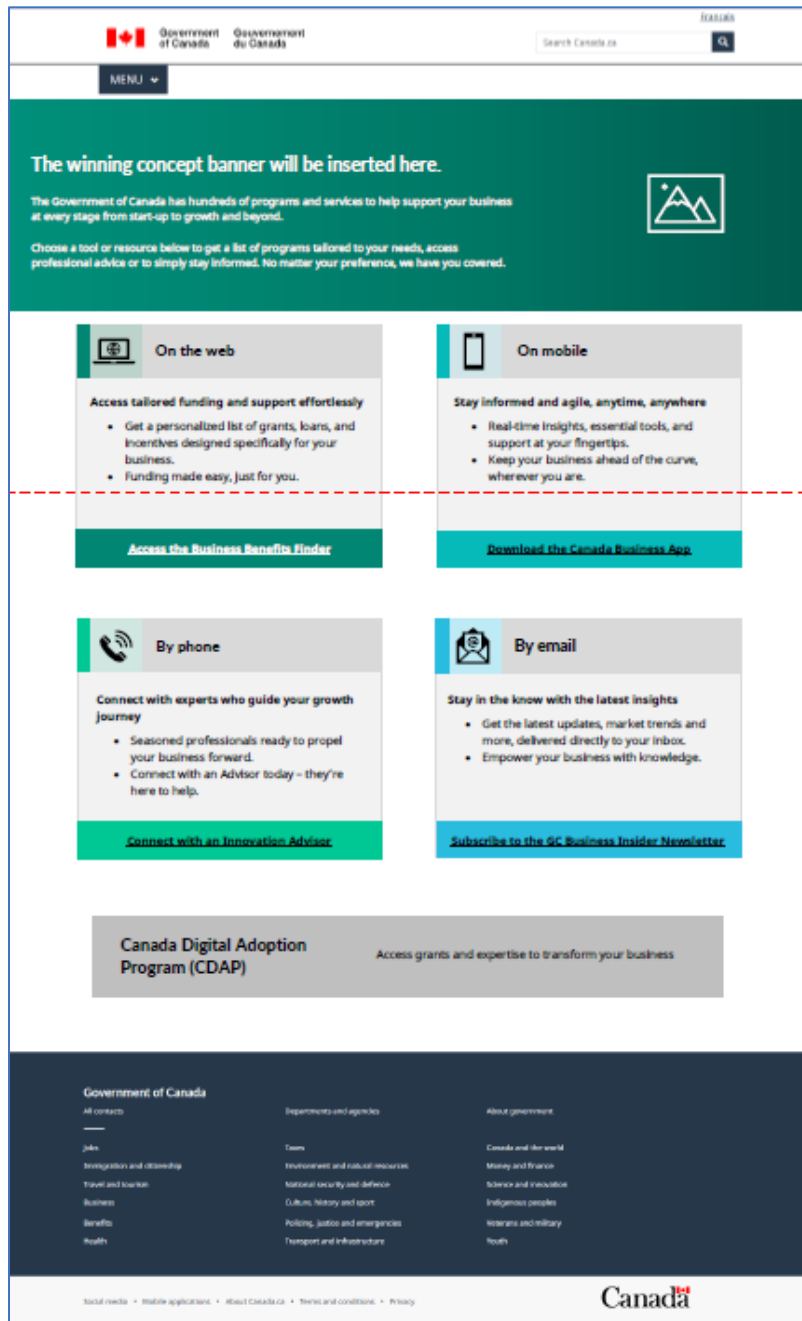 Français
Government of Canada
Gouvernement du Canada
Search Canada.ca
MENU
The winning concept banner will be inserted here.
The Government of Canada has hundreds of programs and services to help support your business
at every stage from start-up to growth and beyond.
Choose a tool or resource below to get a list of programs tailored to your needs, access
professional advice or to simply stay informed. No matter your preference, we have you covered.
On the web
Access tailored funding and support effortlessly
• Get a personalized list of grants, loans, and
incentives designed specifically for your
business.
• Funding made easy, just for you.
Access the Business Benefits Finder
On mobile
Stay informed and agile, anytime, anywhere
• Real-time insights, essential tools, and
support at your fingertips.
• Keep your business ahead of the curve,
wherever you are.
Download the Canada Business App
By phone
Connect with experts who guide your growth
journey
• Seasoned professionals ready to propel
your business forward.
• Connect with an Advisor today – they're
here to help.
Connect with an Innovation Advisor
By email
Stay in the know with the latest insights
• Get the latest updates, market trends and
more, delivered directly to your inbox.
• Empower your business with knowledge.
Subscribe to the GC Business Insider Newsletter
Canada Digital Adoption
Program (CDAP)
Access grants and expertise to transform your business
Government of Canada
All contacts
Departments and agencies
About government
Jobs
Taxes
Canada and the world
Immigration and citizenship
Environment and natural resources
Money and finance
Travel and tourism
National security and defence
Science and innovation
Business
Culture, history and sport
Indigenous peoples
Benefits
Policing, justice and emergencies
Veterans and military
Health
Transport and infrastructure
Youth
Social media • Mobile applications • About Canada.ca • Terms and conditions • Privacy
Canada